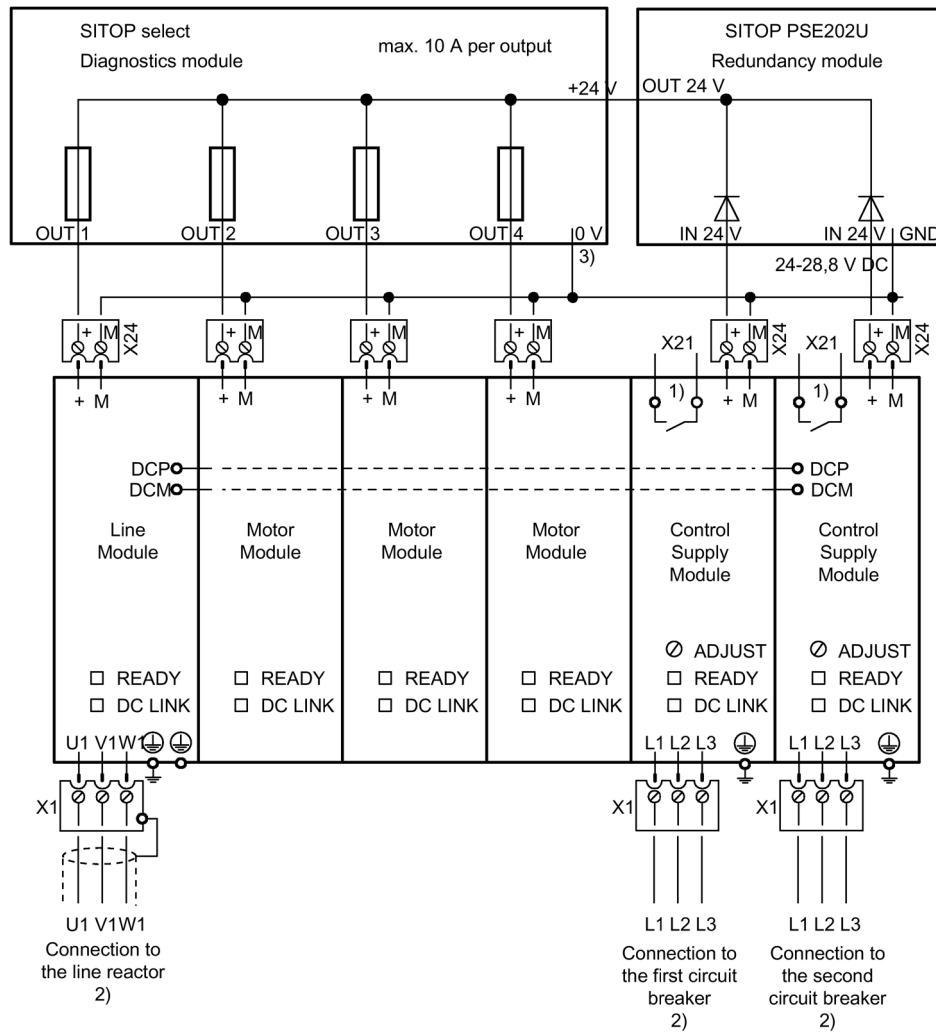 SITOP select
Diagnostics module
max. 10 A per output
SITOP PSE202U
Redundancy module
+24 V
OUT 24 V
OUT 1
OUT 2
OUT 3
OUT 4
0 V
3)
IN 24 V
IN 24 V
GND
24-28,8 V DC
+ M
X24
+ M
+ M
+ M
X21
+ M
X24
X21
+ M
X24
+ M
+ M
+ M
+ M
1)
+ M
1)
+ M
DCP
DCM
DCP
DCM
Line
Module
Motor
Module
Motor
Module
Motor
Module
Control
Supply
Module
Control
Supply
Module
ADJUST
ADJUST
READY
READY
READY
READY
READY
READY
DC LINK
DC LINK
DC LINK
DC LINK
DC LINK
DC LINK
U1 V1 W1
L1 L2 L3
L1 L2 L3
X1
X1
X1
U1 V1 W1
Connection to
the line reactor
2)
L1 L2 L3
Connection to
the first circuit
breaker
2)
L1 L2 L3
Connection to
the second
circuit breaker
2)